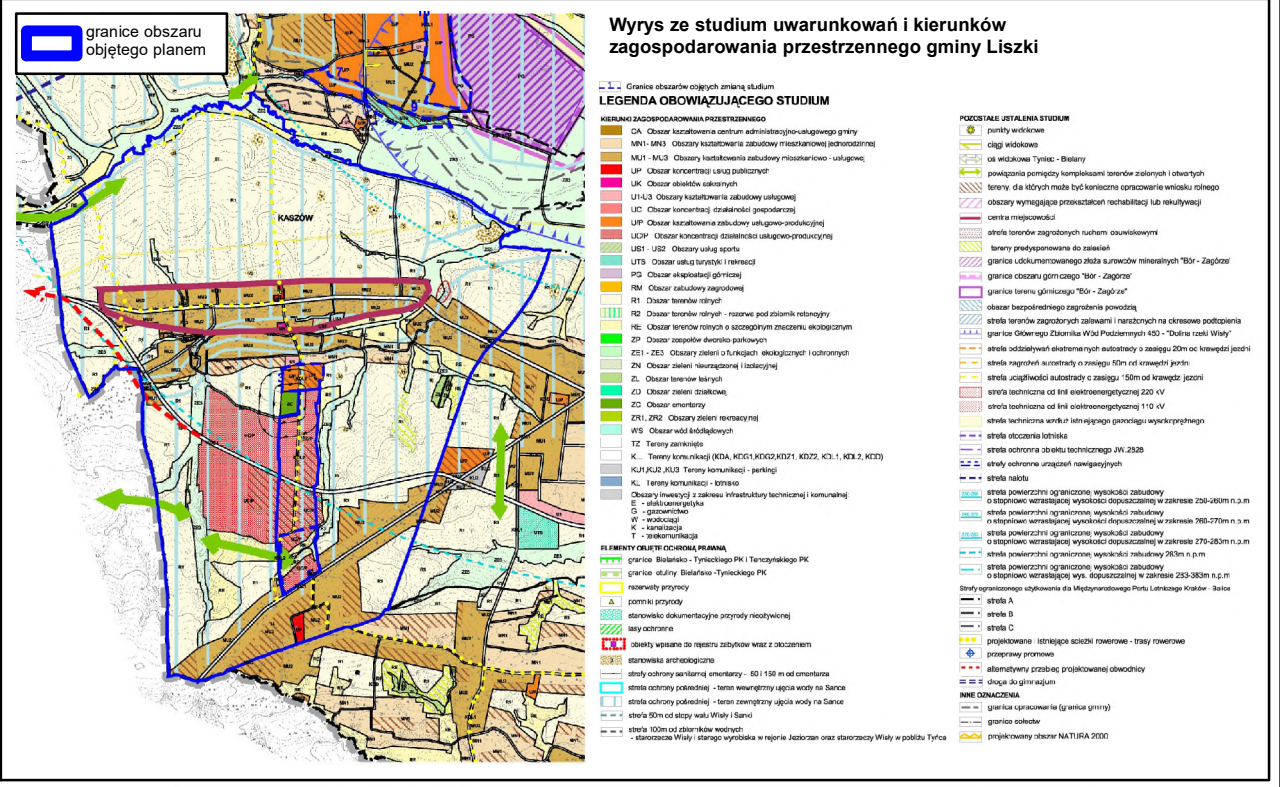 granice obszaru
objętego planem
Wyrys ze studium uwarunkowań i kierunków
zagospodarowania przestrzennego gminy Liszki
Granice obszarów objętych zmianą studium
LEGENDA OBOWIĄZUJĄCEGO STUDIUM
KIERUNKI ZAGOSPODAROWANIA PRZESTRZENNEGO
CA Obszar kształtowania centrum administracyjno-usługowego gminy
MN1- MN3 Obszary kształtowania zabudowy mieszkaniowej jednorodzinnej
MU1 - MU3 Obszary kształtowania zabudowy mieszkaniowo - usługowej
UP Obszar koncentracji usług publicznych
UK Obszar obiektów sakralnych
U1-U3 Obszary kształtowania zabudowy usługowej
UC Obszar koncentracji działalności gospodarczej
U/P Obszar kształtowania zabudowy usługowo-produkcyjnej
UC/P Obszar koncentracji działalności usługowo-produkcyjnej
US1 - US2 Obszary usług sportu
UTS Obszar usług turystyki i rekreacji
PG Obszar eksploatacji górniczej
RM Obszar zabudowy zagrodowej
R1 Obszar terenów rolnych
R2 Obszar terenów rolnych - rezerwa pod zbiornik retencyjny
RE Obszar terenów rolnych o szczególnym znaczeniu ekologicznym
ZP Obszar zespołów dworsko-parkowych
ZE1 - ZE3 Obszary zieleni o funkcjach ekologicznych i ochronnych
ZN Obszar zieleni nieurządzonej i izolacyjnej
ZL Obszar terenów leśnych
ZD Obszar zieleni działkowej
ZC Obszar cmentarzy
ZR1, ZR2 Obszary zieleni rekreacyjnej
WS Obszar wód śródlądowych
TZ Tereny zamknięte
K... Tereny komunikacji (KDA, KDG1,KDG2,KDZ1, KDZ2, KDL1, KDL2, KDD)
KU1,KU2 ,KU3 Tereny komunikacji - parkingi
KL Tereny komunikacji - lotnisko
Obszary inwestycji z zakresu infrastruktury technicznej i komunalnej:
E - elektroenergetyka
G - gazownictwo
W - wodociągi
K - kanalizacja
T - telekomunikacja
ELEMENTY OBJĘTE OCHRONĄ PRAWNĄ
granice Bielańsko - Tynieckiego PK i Tenczyńskiego PK
granice otuliny Bielańsko -Tynieckiego PK
rezerwaty przyrody
pomniki przyrody
stanowisko dokumentacyjne przyrody nieożywionej
lasy ochronne
obiekty wpisane do rejestru zabytków wraz z otoczeniem
stanowiska archeologiczne
strefy ochrony sanitarnej cmentarzy - 50 i 150 m od cmentarza
strefa ochrony pośredniej - teren wewnętrzny ujęcia wody na Sance
strefa ochrony pośredniej - teren zewnętrzny ujęcia wody na Sance
strefa 50m od stopy wału Wisły i Sanki
strefa 100m od zbiorników wodnych
- starorzecze Wisły i starego wyrobiska w rejonie Jeziorzan oraz starorzeczy Wisły w pobliżu Tyńca
POZOSTAŁE USTALENIA STUDIUM
punkty widokowe
ciągi widokowe
oś widokowa Tyniec - Bielany
powiązania pomiędzy kompleksami terenów zielonych i otwartych
tereny, dla których może być konieczne opracowanie wniosku rolnego
obszary wymagające przekształceń rehabilitacji lub rekultywacji
centra miejscowości
strefa terenów zagrożonych ruchami osuwiskowymi
tereny predysponowane do zalesień
granice udokumentowanego złoża surowców mineralnych "Bór - Zagórze"
granice obszaru górniczego "Bór - Zagórze"
granice terenu górniczego "Bór - Zagórze"
obszar bezpośredniego zagrożenia powodzią
strefa terenów zagrożonych zalewami i narażonych na okresowe podtopienia
granice Głównego Zbiornika Wód Podziemnych 450 - "Dolina rzeki Wisły"
strefa oddziaływań ekstremalnych autostrady o zasięgu 20m od krawędzi jezdni
strefa zagrożeń autostrady o zasięgu 50m od krawędzi jezdni
strefa uciążliwości autostrady o zasięgu 150m od krawędzi jezdni
strefa techniczna od linii elektroenergetycznej 220 kV
strefa techniczna od linii elektroenergetycznej 110 kV
strefa techniczna wzdłuż istniejącego gazociągu wysokoprężnego
strefa otoczenia lotniska
strefa ochronna obiektu technicznego JW.2828
strefy ochronne urządzeń nawigacyjnych
strefa nalotu
strefa powierzchni ograniczonej wysokości zabudowy
o stopniowo wzrastającej wysokości dopuszczalnej w zakresie 250-260m n.p.m
strefa powierzchni ograniczonej wysokości zabudowy
o stopniowo wzrastającej wysokości dopuszczalnej w zakresie 260-270m n.p.m
strefa powierzchni ograniczonej wysokości zabudowy
o stopniowo wzrastającej wysokości dopuszczalnej w zakresie 270-283m n.p.m
strefa powierzchni ograniczonej wysokości zabudowy 283m n.p.m
strefa powierzchni ograniczonej wysokości zabudowy
o stopniowo wzrastającej wys. dopuszczalnej w zakresie 283-383m n.p.m
Strefy ograniczonego użytkowania dla Międzynarodowego Portu Lotniczego Kraków - Balice
strefa A
strefa B
strefa C
projektowane i istniejące ścieżki rowerowe - trasy rowerowe
przeprawy promowe
alternatywny przebieg projektowanej obwodnicy
droga do gimnazjum
INNE OZNACZENIA
granica opracowania (granica gminy)
granice sołectw
projektowany obszar NATURA 2000
KASZÓW